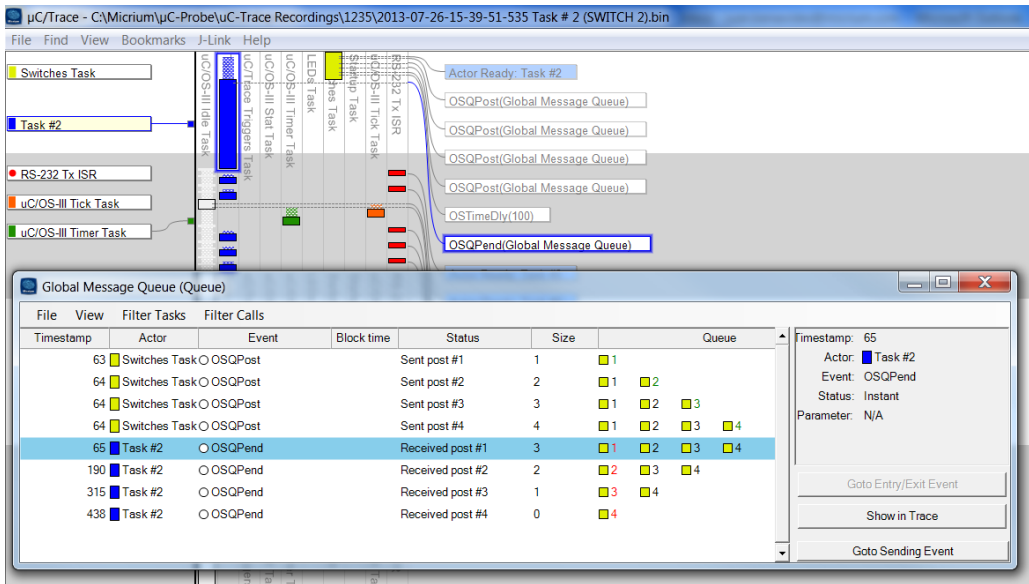 µC/Trace - C:\Micrium\µC-Probe\uC-Trace Recordings\1235\2013-07-26-15-39-51-535 Task # 2 (SWITCH 2).bin
File Find View Bookmarks J-Link Help
Switches Task
Task #2
RS-232 Tx ISR
uC/OS-III Tick Task
uC/OS-III Timer Task
uC/OS-III Idle Task
uC/Trace Triggers Task
uC/OS-III Stat Task
uC/OS-III Timer Task
LEDs Task
hes Task
Startup Task
uC/OS-III Tick Task
RS-232 Tx ISR
Actor Ready: Task #2
OSQPost(Global Message Queue)
OSQPost(Global Message Queue)
OSQPost(Global Message Queue)
OSQPost(Global Message Queue)
OSTimeDly(100)
OSQPend(Global Message Queue)
Global Message Queue (Queue)
File View Filter Tasks Filter Calls
Timestamp Actor Event Block time Status Size Queue
63 Switches Task OSQPost Sent post #1 1 1
64 Switches Task OSQPost Sent post #2 2 1 2
64 Switches Task OSQPost Sent post #3 3 1 2 3
64 Switches Task OSQPost Sent post #4 4 1 2 3 4
65 Task #2 OSQPend Received post #1 3 1 2 3 4
190 Task #2 OSQPend Received post #2 2 2 3 4
315 Task #2 OSQPend Received post #3 1 3 4
438 Task #2 OSQPend Received post #4 0 4
Timestamp: 65
Actor: Task #2
Event: OSQPend
Status: Instant
Parameter: N/A
Goto Entry/Exit Event
Show in Trace
Goto Sending Event